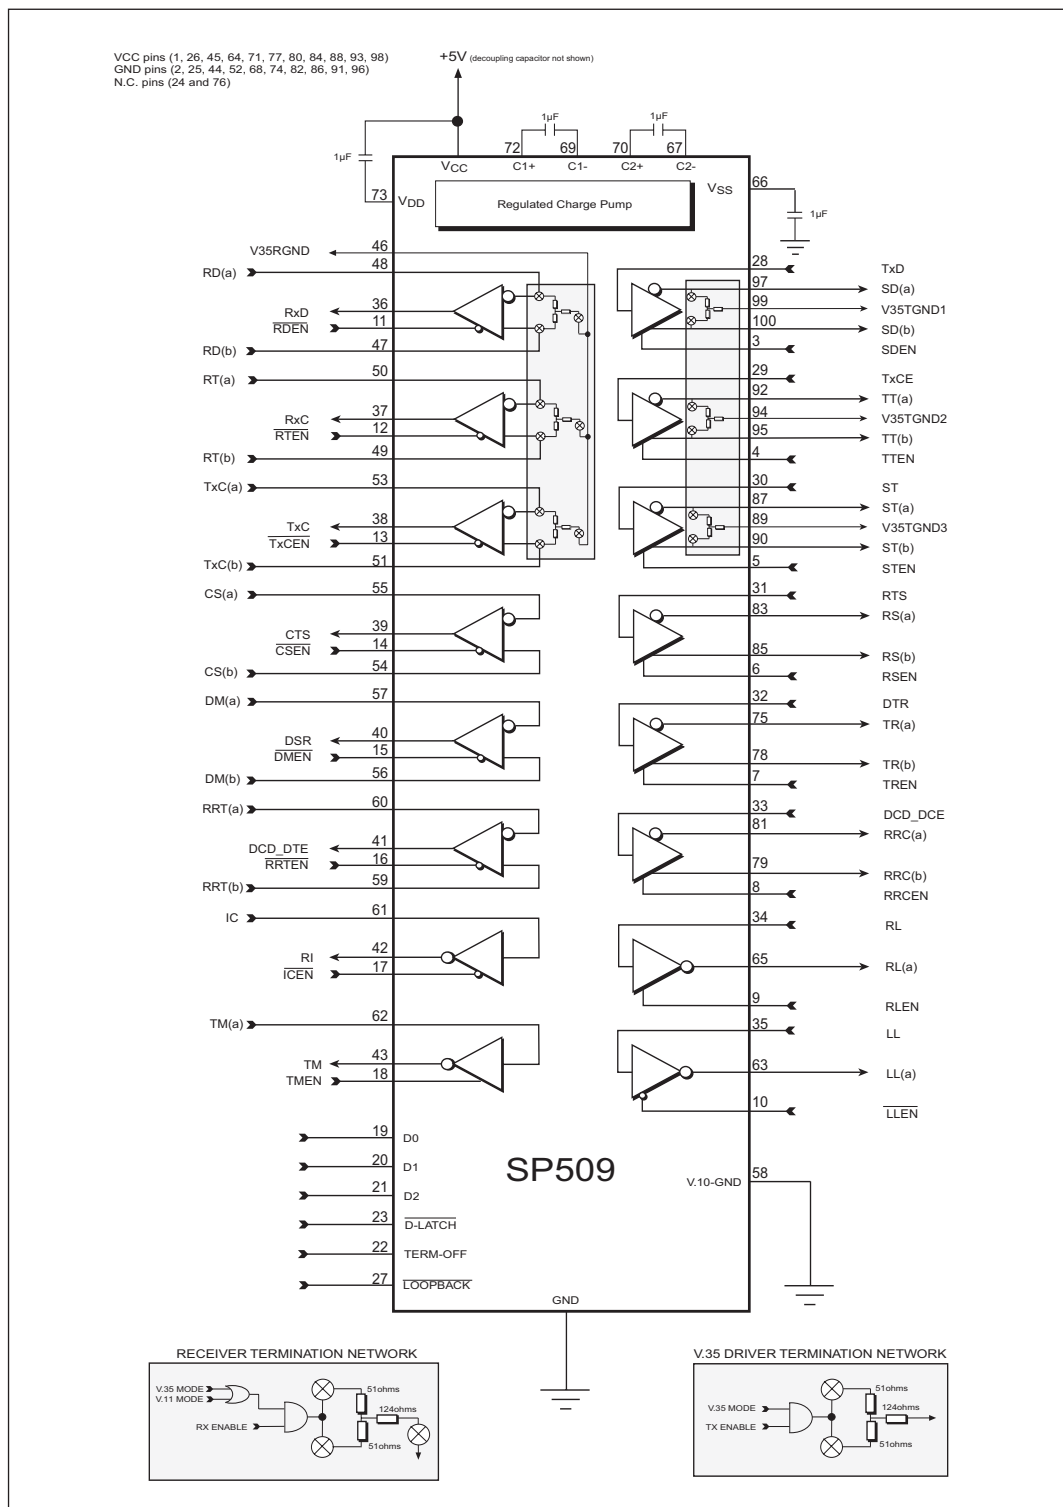 VCC pins (1, 26, 45, 64, 71, 77, 80, 84, 88, 93, 98)
GND pins (2, 25, 44, 52, 68, 74, 82, 86, 91, 96)
N.C. pins (24 and 76)
+5V (decoupling capacitor not shown)
1µF 1µF
1µF
72 69 70 67
VCC C1+ C1- C2+ C2-
73 VDD
VSS 66
Regulated Charge Pump
1µF
V35RGND 46
RD(a) 48
RxD 36
RDEN 11
RD(b) 47
RT(a) 50
RxC 37
RTEN 12
RT(b) 49
TxC(a) 53
TxC 38
TxCEN 13
TxC(b) 51
CS(a) 55
CTS 39
CSEN 14
CS(b) 54
DM(a) 57
DSR 40
DMEN 15
DM(b) 56
RRT(a) 60
DCD_DTE 41
RRTEN 16
RRT(b) 59
IC 61
RI 42
ICEN 17
TM(a) 62
TM 43
TMEN 18
19 D0
20 D1
21 D2
23 D-LATCH
22 TERM-OFF
27 LOOPBACK
28 TxD
97 SD(a)
99 V35TGND1
100 SD(b)
3 SDEN
29 TxCE
92 TT(a)
94 V35TGND2
95 TT(b)
4 TTEN
30 ST
87 ST(a)
89 V35TGND3
90 ST(b)
5 STEN
31 RTS
83 RS(a)
85 RS(b)
6 RSEN
32 DTR
75 TR(a)
78 TR(b)
7 TREN
33 DCD_DCE
81 RRC(a)
79 RRC(b)
8 RRCEN
34 RL
65 RL(a)
9 RLEN
35 LL
63 LL(a)
10 LLEN
SP509
V.10-GND 58
GND
RECEIVER TERMINATION NETWORK
V.35 MODE
V.11 MODE
RX ENABLE
51ohms
124ohms
51ohms
V.35 DRIVER TERMINATION NETWORK
V.35 MODE
TX ENABLE
51ohms
124ohms
51ohms